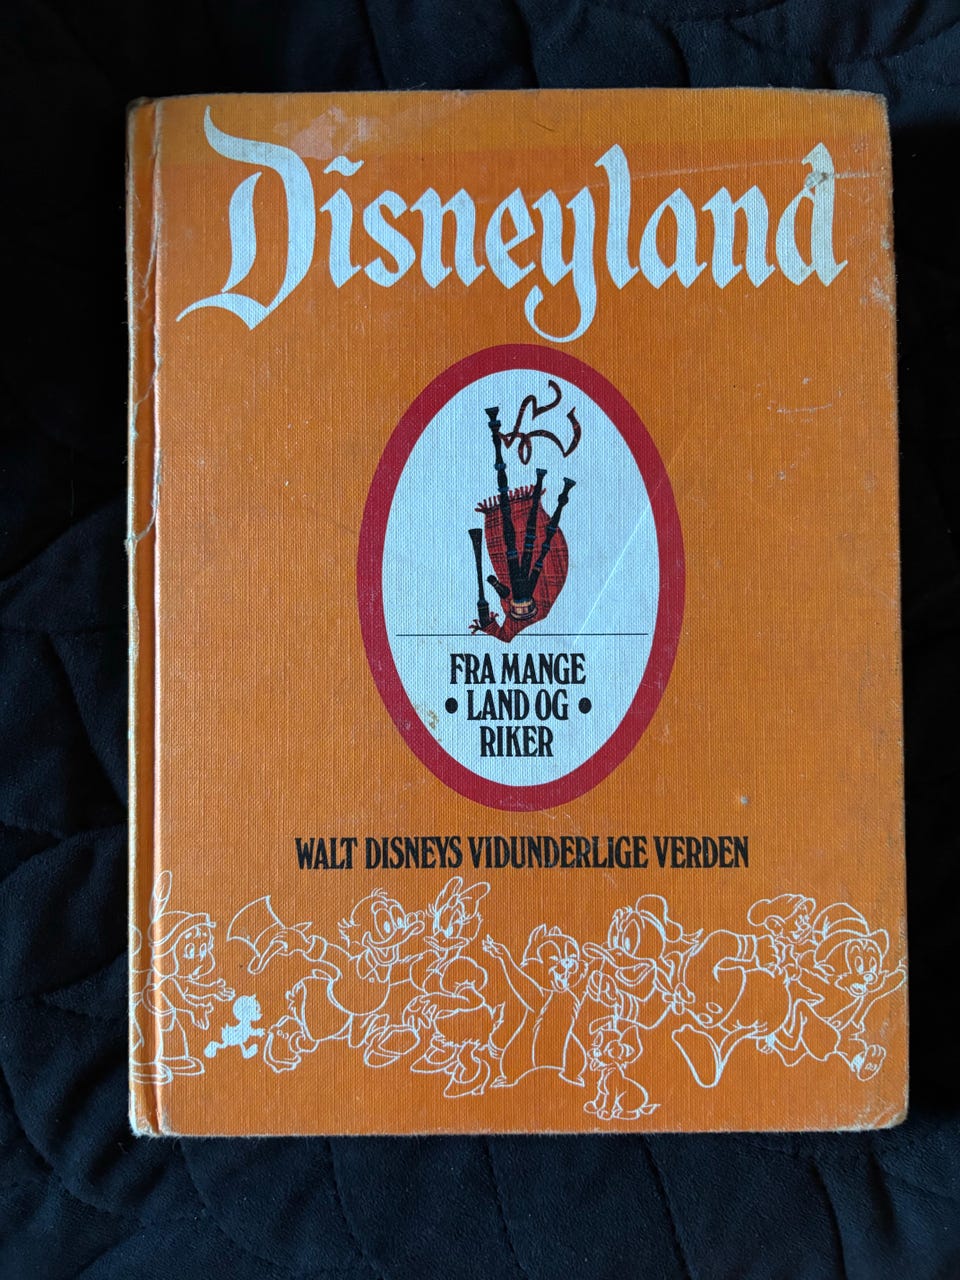 Disneyland
FRA MANGE
• LAND OG •
RIKER
WALT DISNEYS VIDUNDERLIGE VERDEN